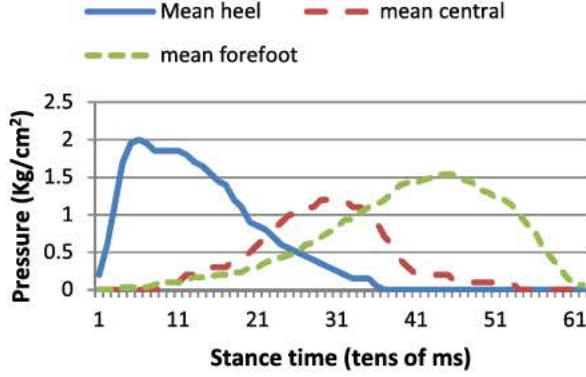 Mean heel
mean central
mean forefoot
2.5
2
1.5
1
0.5
0
Pressure (Kg/cm²)
1 11 21 31 41 51 61
Stance time (tens of ms)